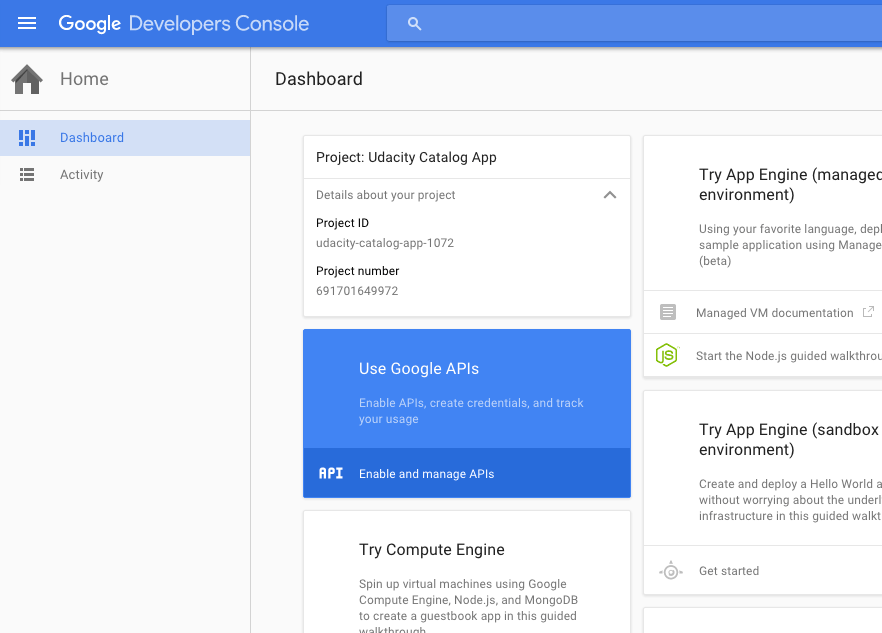 Google Developers Console
Home
Dashboard
Activity
Dashboard
Project: Udacity Catalog App
Details about your project
Project ID
udacity-catalog-app-1072
Project number
691701649972
Use Google APIs
Enable APIs, create credentials, and track
your usage
API
Enable and manage APIs
Try Compute Engine
Spin up virtual machines using Google
Compute Engine, Node.js, and MongoDB
to create a guestbook app in this guided
walkthrough
Try App Engine (managed
environment)
Using your favorite language,
sample application using Manage
(beta)
Managed VM documentation
JS
Start the Node.js guided
Try App Engine (sandbox
environment)
Create and deploy a Hello World a
without worrying about the
infrastructure in this guided
Get started